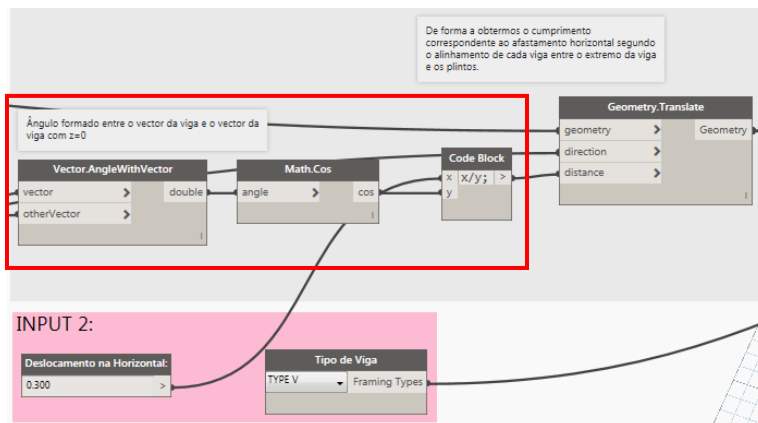 De forma a obtermos o cumprimento
correspondente ao afastamento horizontal segundo
o alinhamento de cada viga entre o extremo da viga
e os plintos.
Ângulo formado entre o vector da viga e o vector da
viga com z=0
Geometry.Translate
geometry > Geometry
direction >
distance >
Vector.AngleWithVector
vector > double
otherVector >
Math.Cos
angle > cos
Code Block
x x/y; >
y
INPUT 2:
Deslocamento na Horizontal:
0.300 >
Tipo de Viga
TYPE V Framing Types